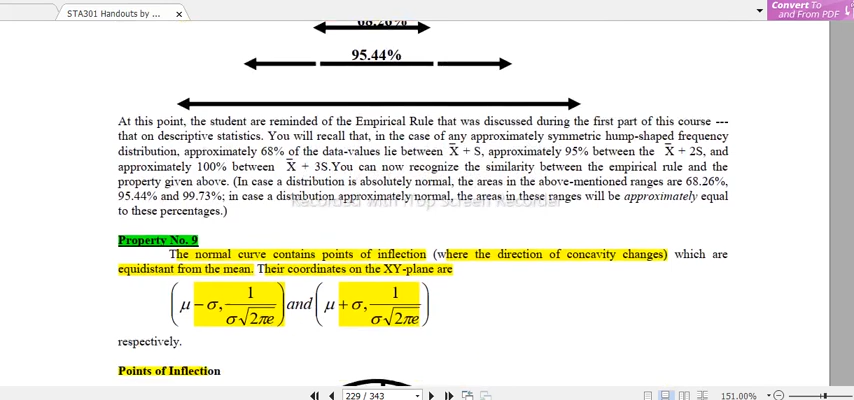 Convert To
and From PDF
STA301 Handouts by ... ×
68.26%
95.44%
At this point, the student are reminded of the Empirical Rule that was discussed during the first part of this course ---
that on descriptive statistics. You will recall that, in the case of any approximately symmetric hump-shaped frequency
distribution, approximately 68% of the data-values lie between X̅ + S, approximately 95% between the X̅ + 2S, and
approximately 100% between X̅ + 3S.You can now recognize the similarity between the empirical rule and the
property given above. (In case a distribution is absolutely normal, the areas in the above-mentioned ranges are 68.26%,
95.44% and 99.73%; in case a distribution approximately normal, the areas in these ranges will be approximately equal
to these percentages.)
Property No. 9
The normal curve contains points of inflection (where the direction of concavity changes) which are
equidistant from the mean. Their coordinates on the XY-plane are
(μ − σ, 1/(σ√2πe)) and (μ + σ, 1/(σ√2πe))
respectively.
Points of Inflection
229 / 343
151.00%